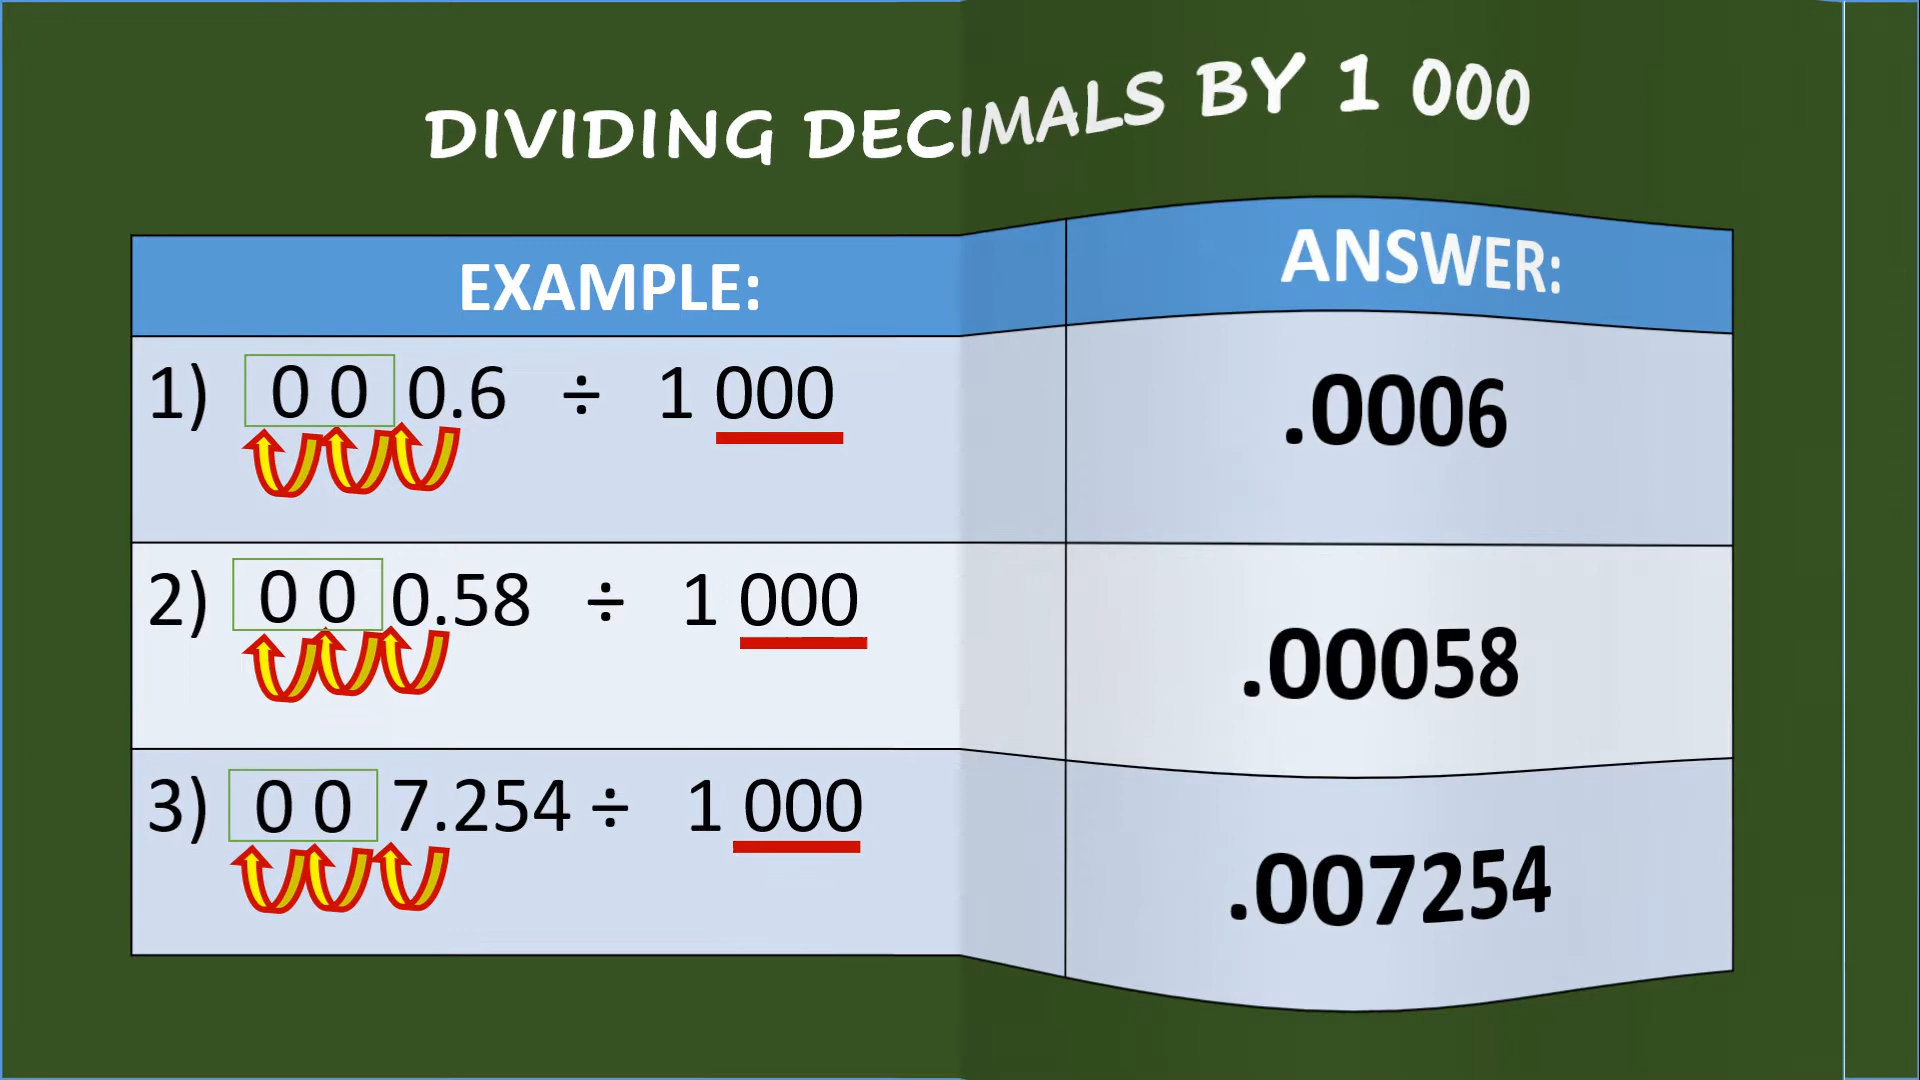 DIVIDING DECIMALS BY 1 000
EXAMPLE: ANSWER:
1) 0 0 0.6 ÷ 1 000 .0006
2) 0 0 0.58 ÷ 1 000 .00058
3) 0 0 7.254 ÷ 1 000 .007254